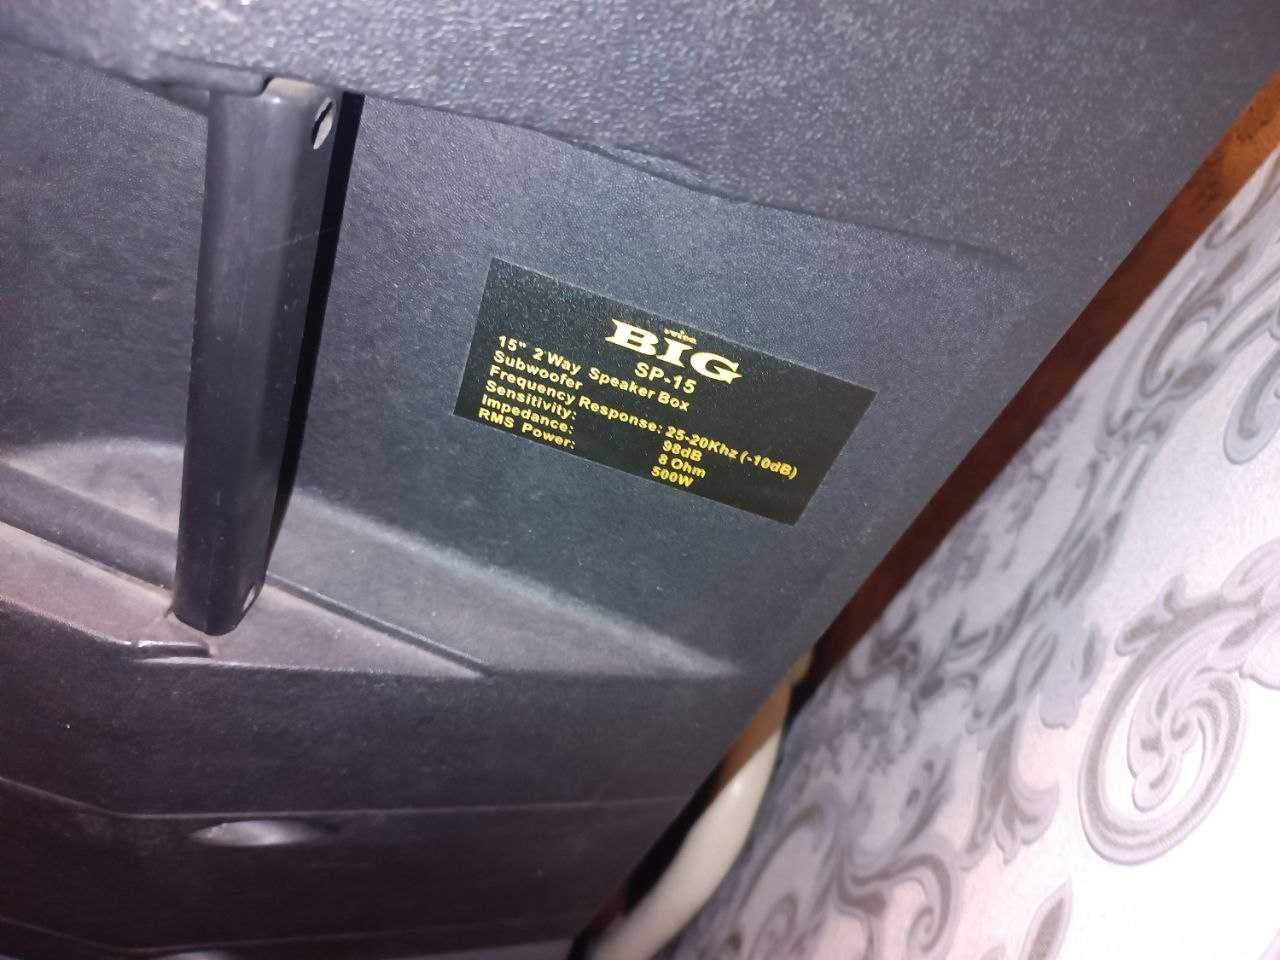 BIG
SP-15
15" 2 Way Speaker Box
Subwoofer
Frequency Response: 25-20Khz (-10dB)
Sensitivity: 98dB
Impedance: 8 Ohm
RMS Power: 500W